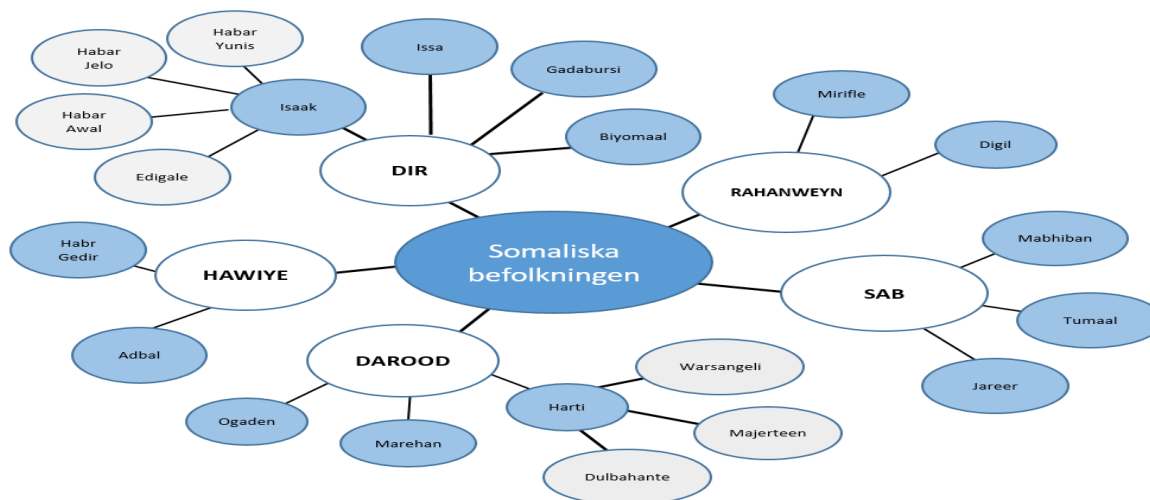 Habar
Yunis
Habar
Jelo
Issa
Gadabursi
Isaak
Mirifle
Habar
Awal
Biyomaal
Digil
Edigale
DIR
RAHANWEYN
Habr
Gedir
Somaliska
befolkningen
Mabhiban
HAWIYE
SAB
Tumaal
Adbal
DAROOD
Warsangeli
Jareer
Ogaden
Harti
Marehan
Majerteen
Dulbahante